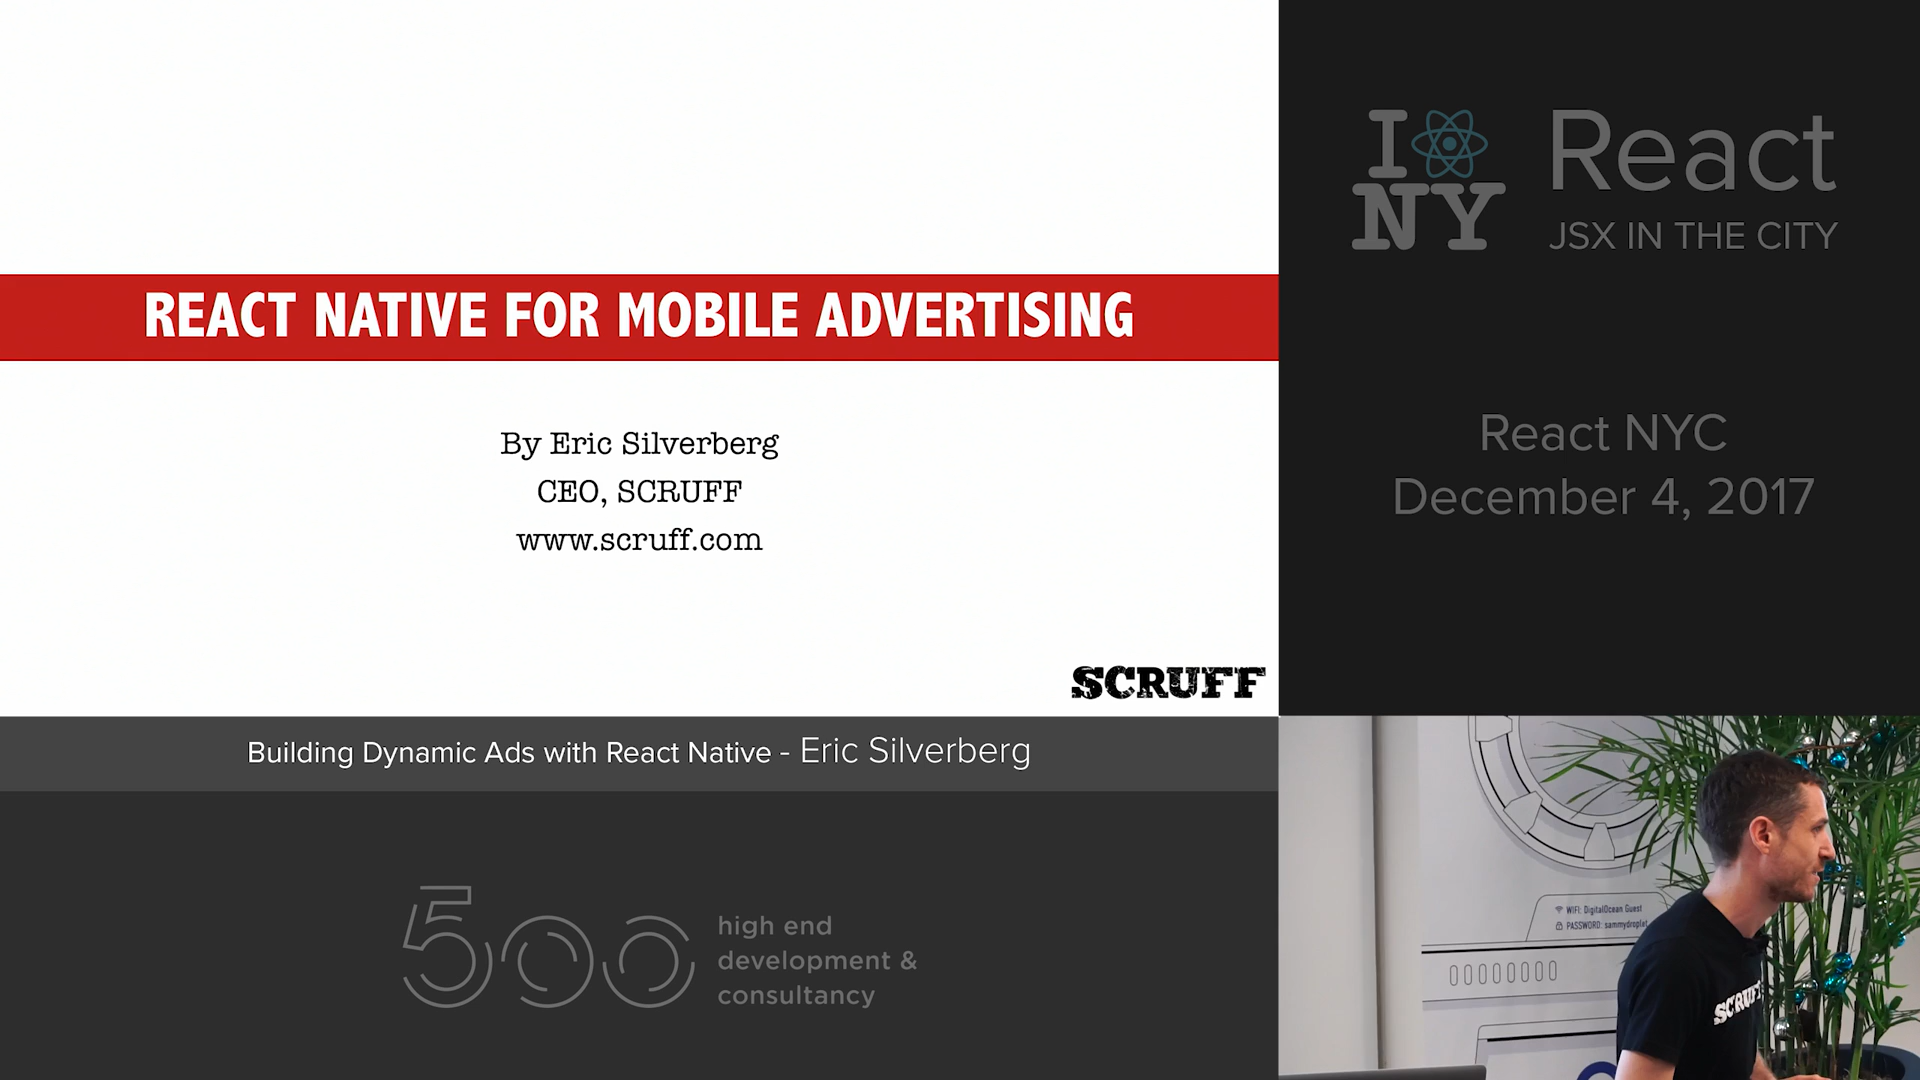 REACT NATIVE FOR MOBILE ADVERTISING
By Eric Silverberg
CEO, SCRUFF
www.scruff.com
SCRUFF
Building Dynamic Ads with React Native - Eric Silverberg
500
high end
development &
consultancy
I NY
React
JSX IN THE CITY
React NYC
December 4, 2017
WIFI: DigitalOcean Guest
PASSWORD: sammydroplet
SCRUFF